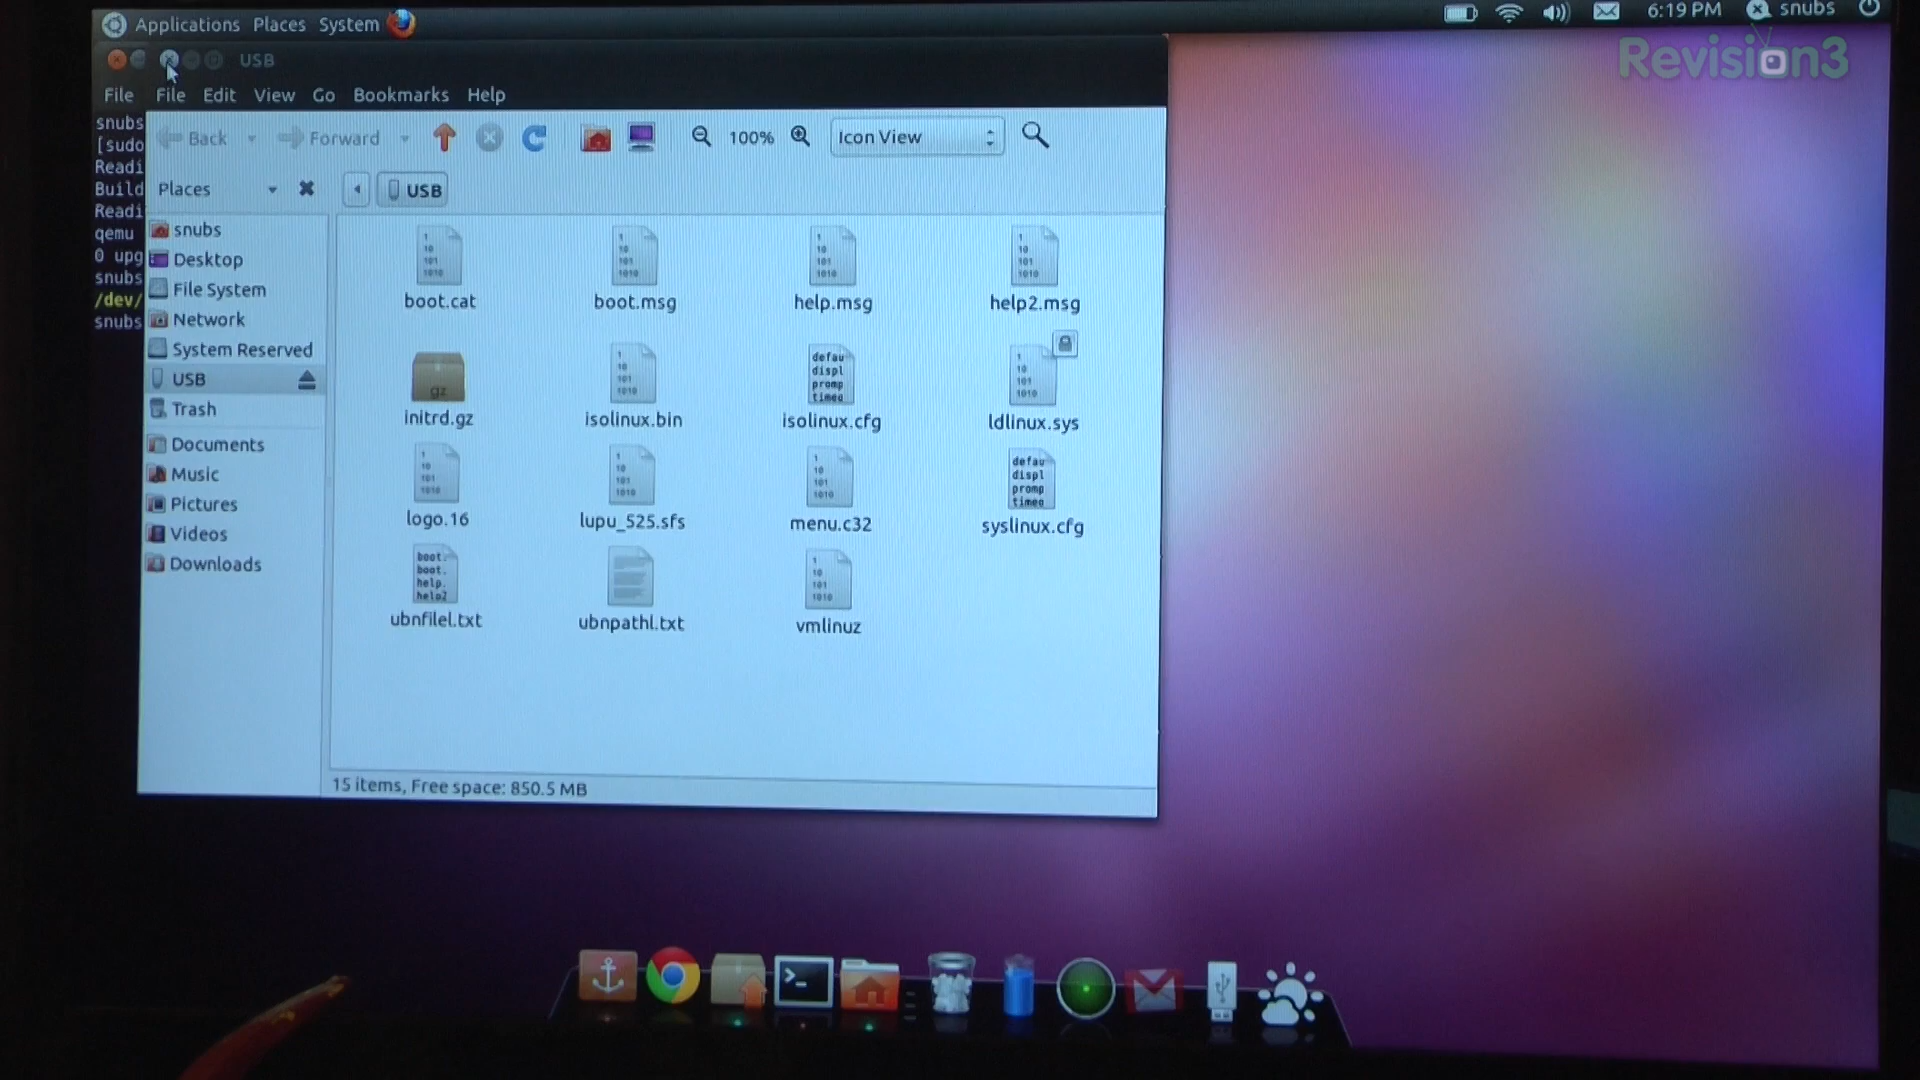 Applications Places System
6:19 PM snubs
Revision3
USB
File File Edit View Go Bookmarks Help
snubs
[sudo
Readi
Build
Readi
qemu
0 upg
snubs
/dev/
snubs
Back Forward 100% Icon View
Places USB
snubs
Desktop
File System
Network
System Reserved
USB
Trash
Documents
Music
Pictures
Videos
Downloads
boot.cat boot.msg help.msg help2.msg
initrd.gz isolinux.bin isolinux.cfg ldlinux.sys
logo.16 lupu_525.sfs menu.c32 syslinux.cfg
ubnfilel.txt ubnpathl.txt vmlinuz
15 items, Free space: 850.5 MB